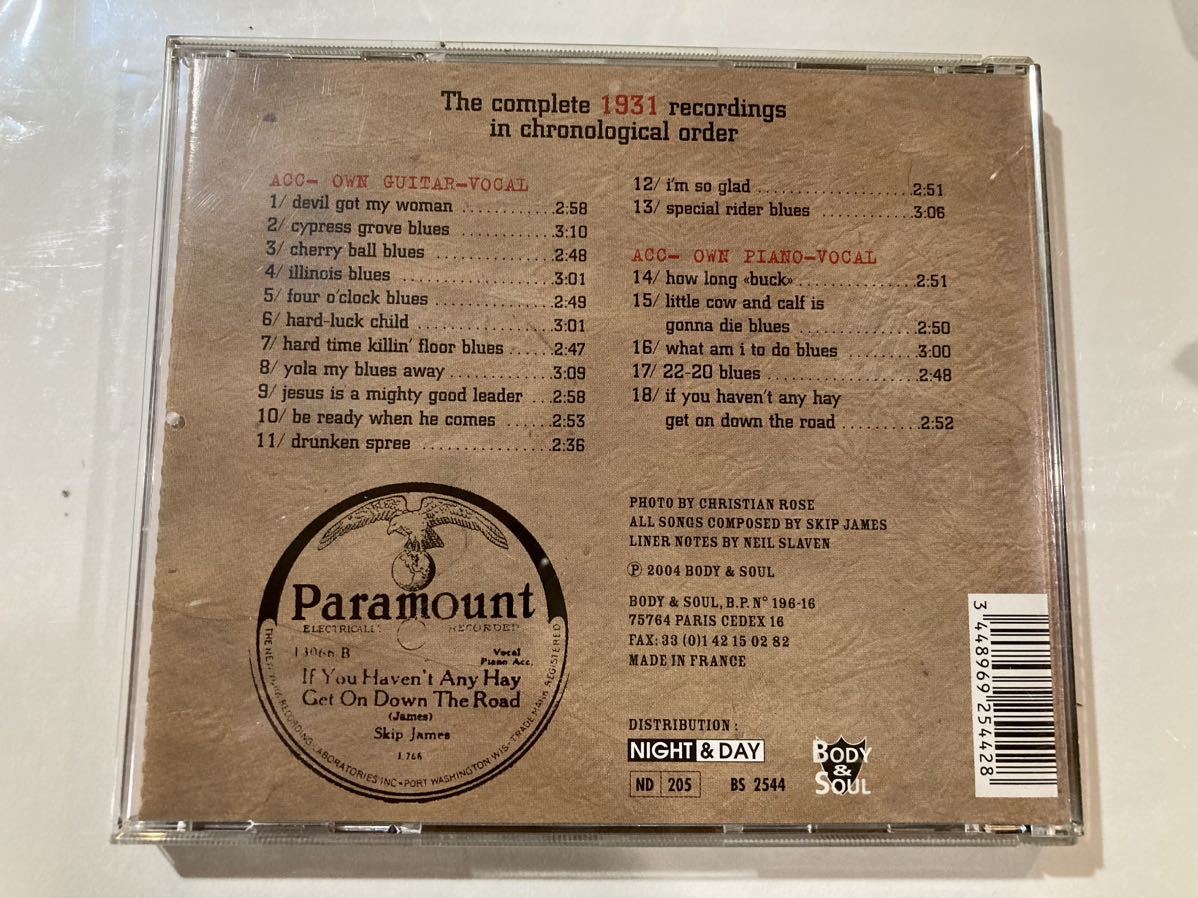 The complete 1931 recordings
in chronological order
ACC- OWN GUITAR-VOCAL
1/ devil got my woman ............2:58
2/ cypress grove blues ............3:10
3/ cherry ball blues ................2:48
4/ illinois blues .....................3:01
5/ four o'clock blues ...............2:49
6/ hard-luck child .................3:01
7/ hard time killin' floor blues ......2:47
8/ yola my blues away .............3:09
9/ jesus is a mighty good leader ...2:58
10/ be ready when he comes .......2:53
11/ drunken spree .................2:36
12/ i'm so glad ....................2:51
13/ special rider blues .............3:06
ACC- OWN PIANO-VOCAL
14/ how long «buck»...............2:51
15/ little cow and calf is
gonna die blues ................2:50
16/ what am i to do blues .........3:00
17/ 22-20 blues ....................2:48
18/ if you haven't any hay
get on down the road ..........2:52
PHOTO BY CHRISTIAN ROSE
ALL SONGS COMPOSED BY SKIP JAMES
LINER NOTES BY NEIL SLAVEN
℗ 2004 BODY & SOUL
BODY & SOUL, B.P. N° 196-16
75764 PARIS CEDEX 16
FAX: 33 (0)1 42 15 02 82
MADE IN FRANCE
DISTRIBUTION :
NIGHT & DAY
ND 205 BS 2544
BODY
&
SOUL
3 448969 254428
Paramount
ELECTRICALLY RECORDED
13066 B
Vocal
Piano Acc.
If You Haven't Any Hay
Get On Down The Road
(James)
Skip James
L 766
RECORDING LABORATORIES INC • PORT WASHINGTON WIS • TRADE MARK REGISTERED